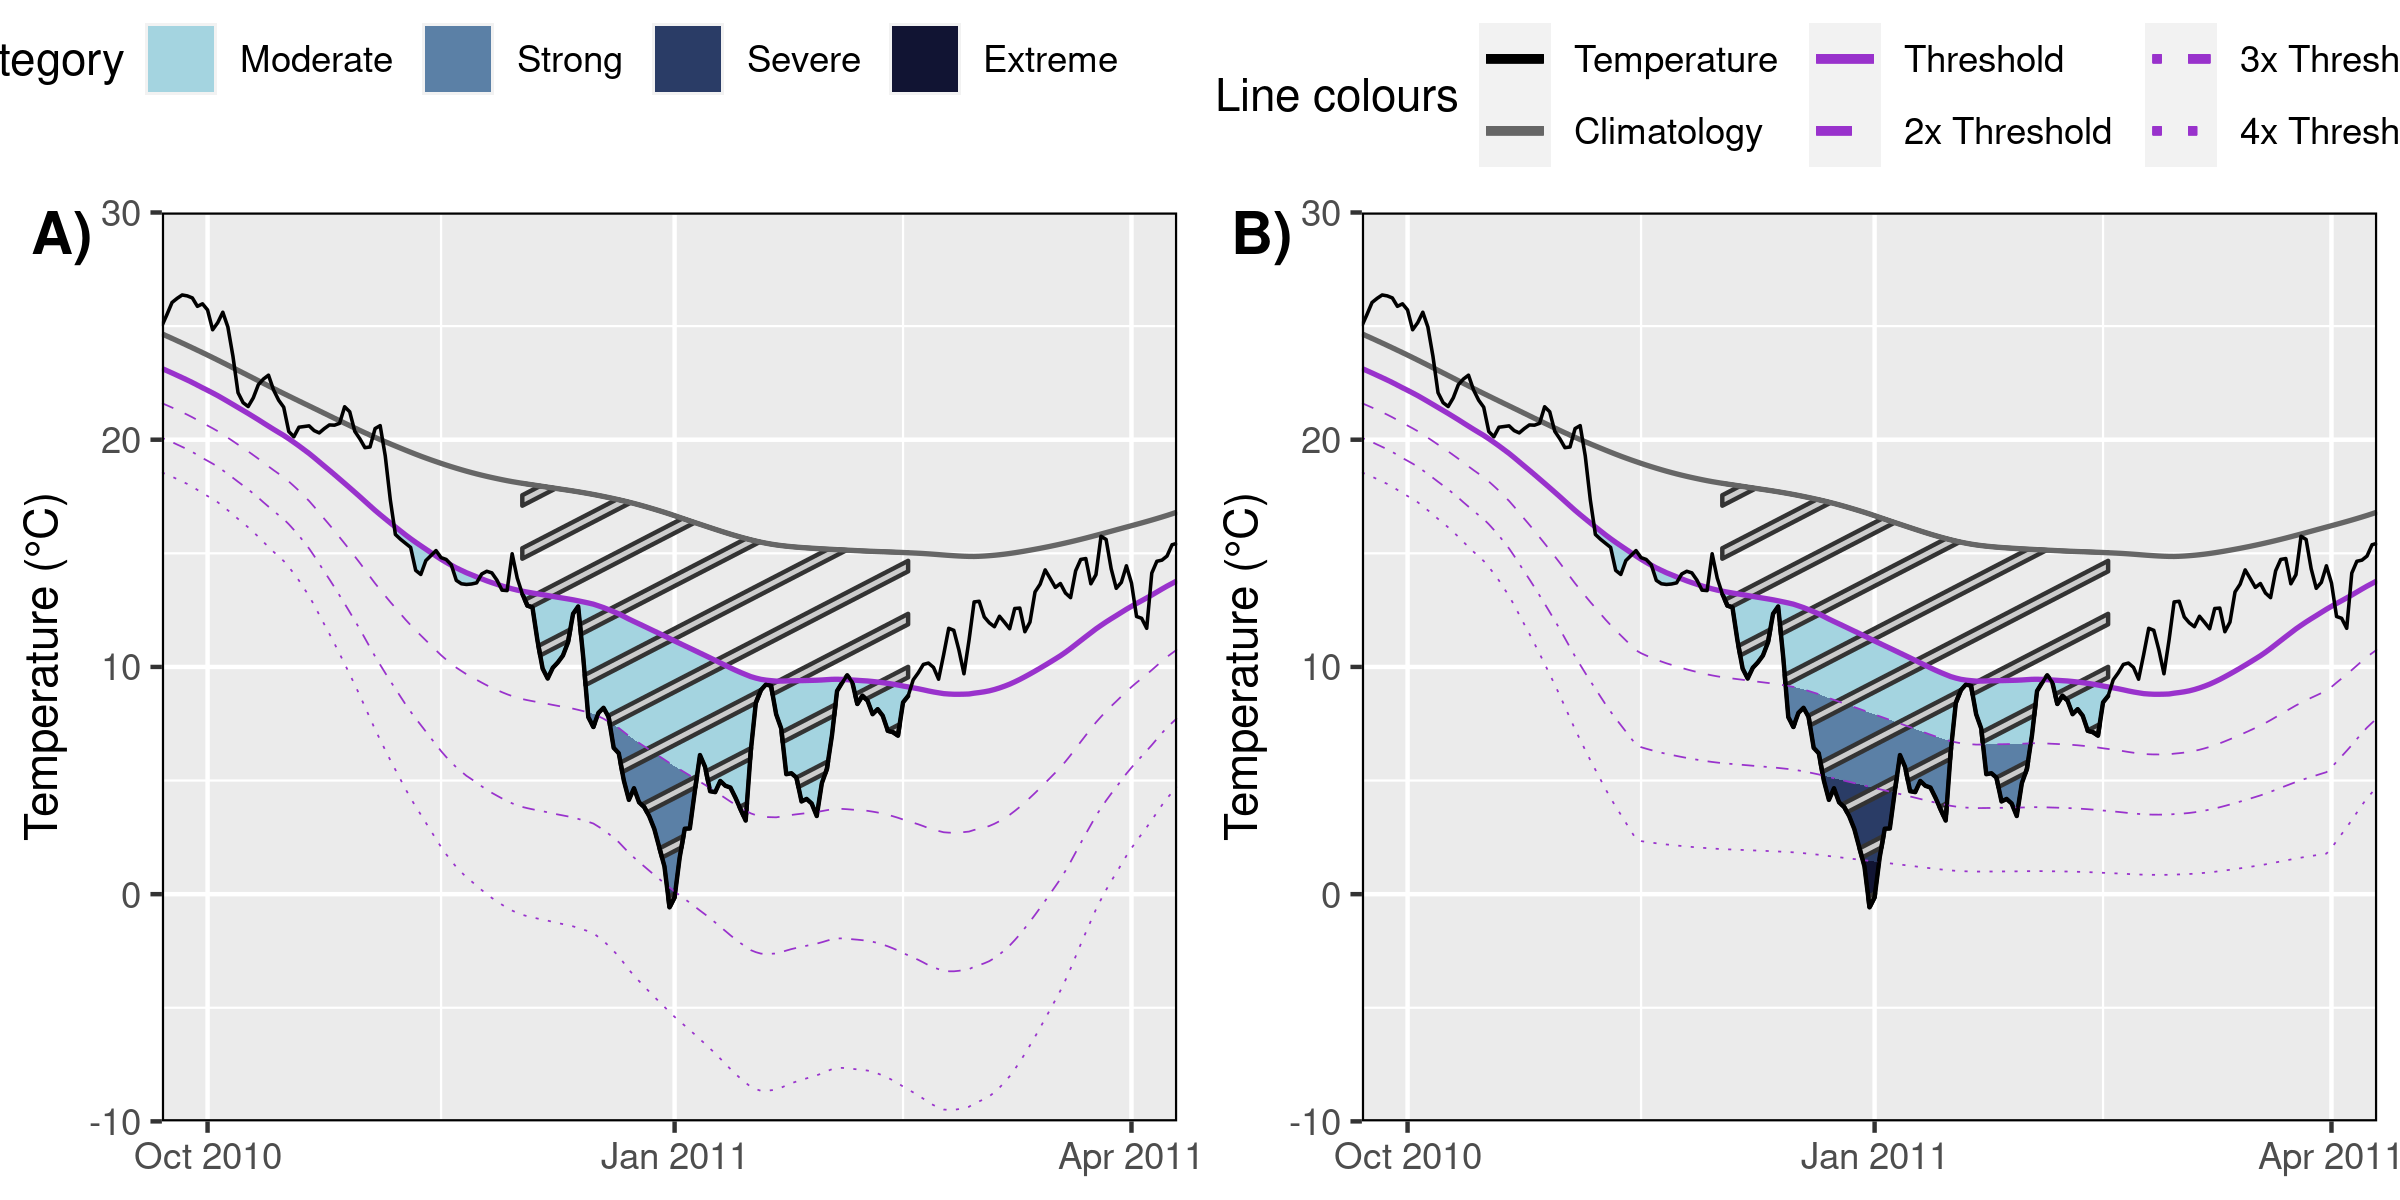 tegory Moderate Strong Severe Extreme
Line colours
Temperature Threshold 3x Thresh
Climatology 2x Threshold 4x Thresh
A)
30
20
10
0
-10
Temperature (°C)
Oct 2010 Jan 2011 Apr 2011
B)
30
20
10
0
-10
Temperature (°C)
Oct 2010 Jan 2011 Apr 2011